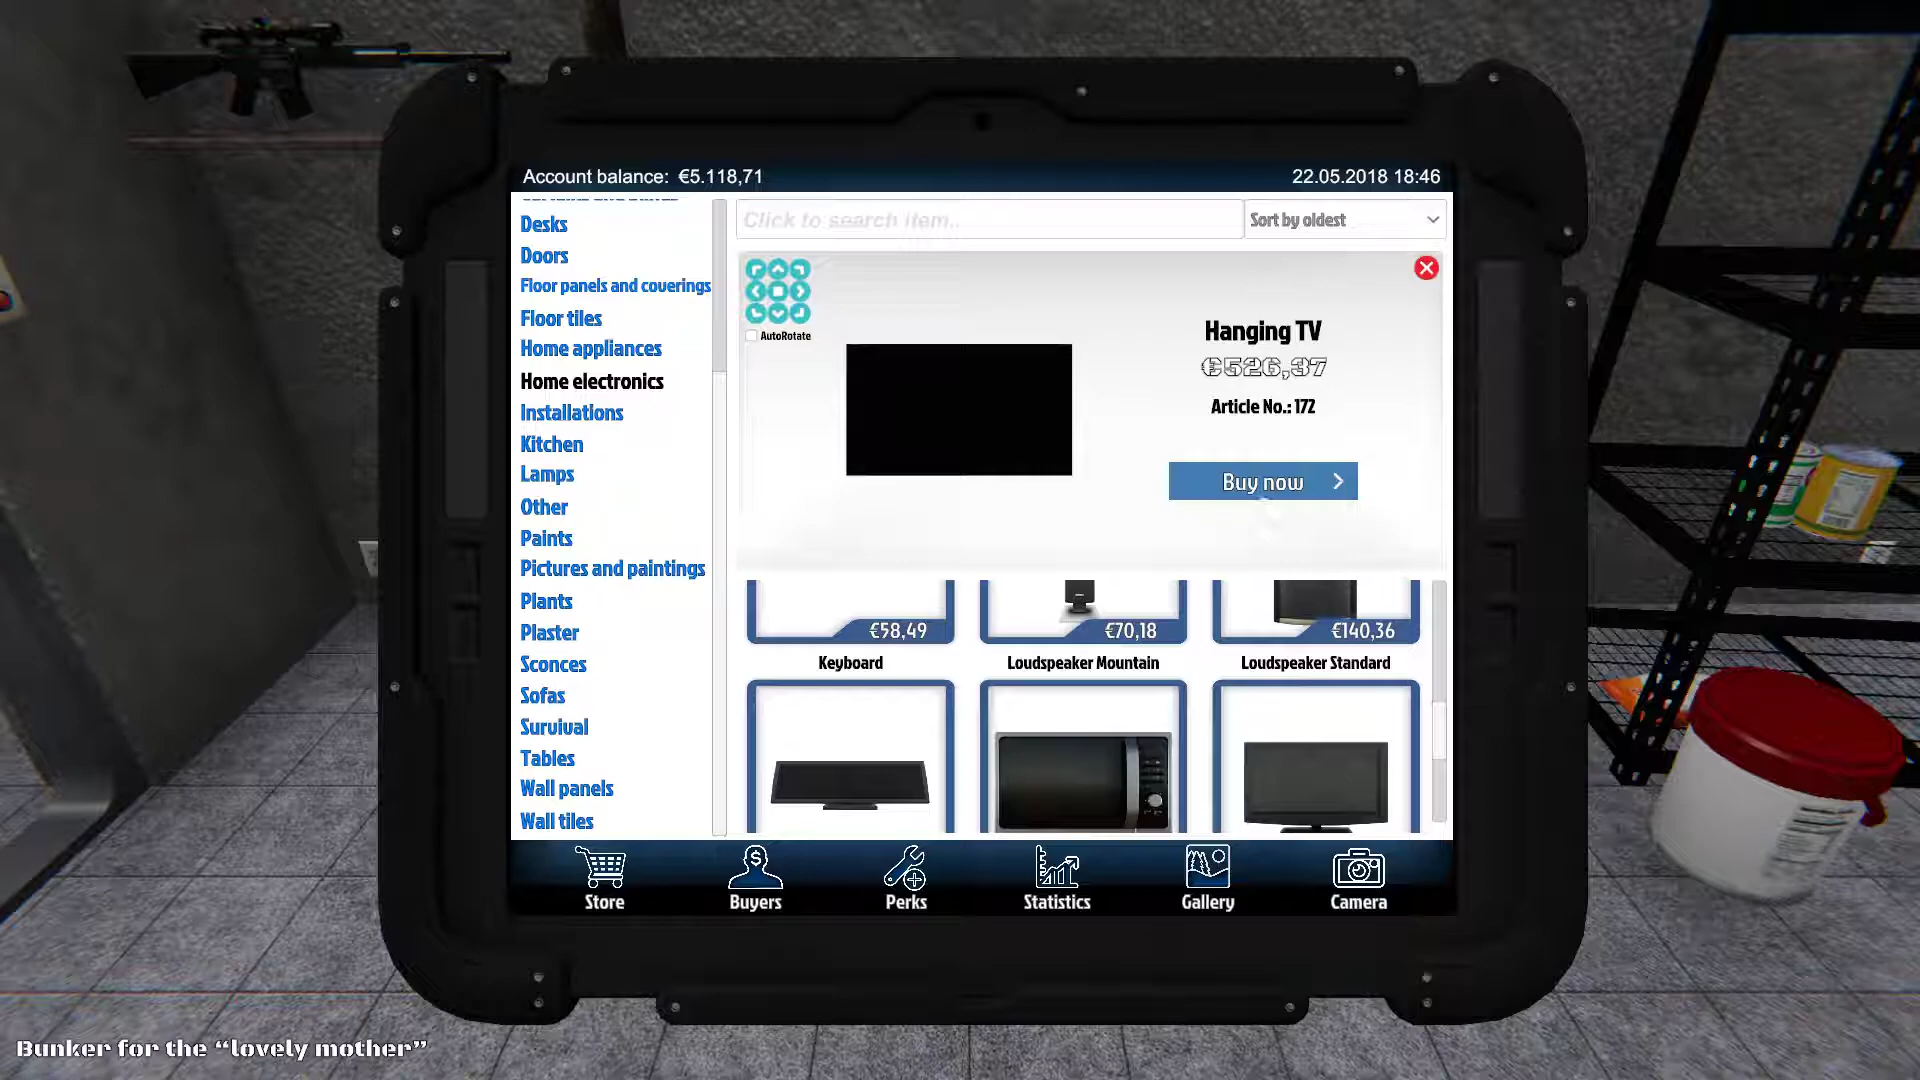 Account balance: €5.118,71
22.05.2018 18:46
Desks
Doors
Floor panels and coverings
Floor tiles
Home appliances
Home electronics
Installations
Kitchen
Lamps
Other
Paints
Pictures and paintings
Plants
Plaster
Sconces
Sofas
Survival
Tables
Wall panels
Wall tiles
Click to search item..
Sort by oldest
AutoRotate
Hanging TV
€526,37
Article No.: 172
Buy now
€58,49
€70,18
€140,36
Keyboard
Loudspeaker Mountain
Loudspeaker Standard
Store
Buyers
Perks
Statistics
Gallery
Camera
Bunker for the “lovely mother”